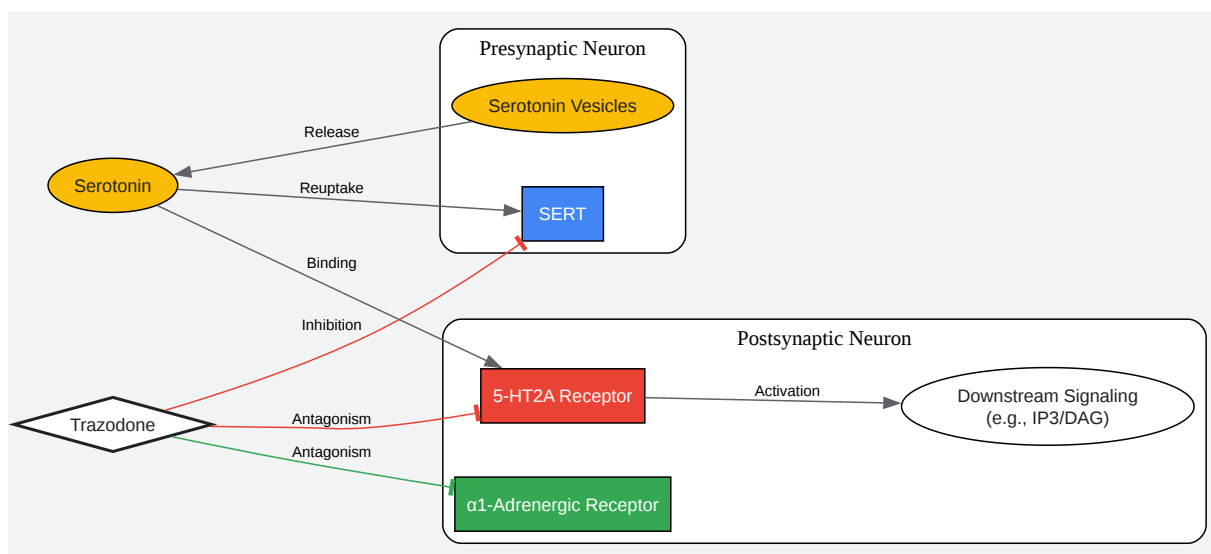 Presynaptic Neuron
Serotonin Vesicles
Release
Serotonin
Reuptake
SERT
Binding
Inhibition
Postsynaptic Neuron
5-HT2A Receptor
Activation
Downstream Signaling
(e.g., IP3/DAG)
Trazodone
Antagonism
Antagonism
α1-Adrenergic Receptor